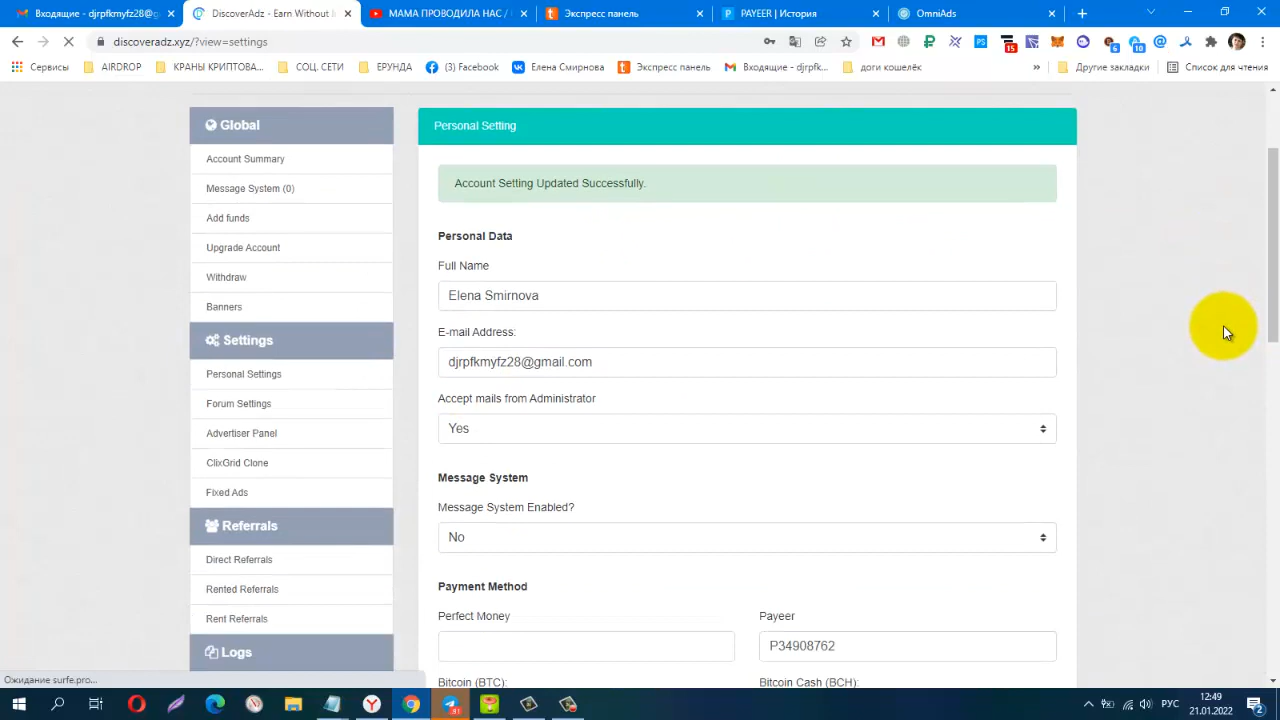 Входящие - djrpfkmyfz28@g
DiscoverAdz - Earn Without I
МАМА ПРОВОДИЛА НАС /
Экспресс панель
PAYEER | История
OmniAds
discoveradz.xyz/?view=settings
Сервисы
AIRDROP
КРАНЫ КРИПТОВА...
СОЦ. СЕТИ
ЕРУНДА
(3) Facebook
Елена Смирнова
Экспресс панель
Входящие - djrpfk...
доги кошелёк
»
Другие закладки
Список для чтения
Global
Account Summary
Message System (0)
Add funds
Upgrade Account
Withdraw
Banners
Settings
Personal Settings
Forum Settings
Advertiser Panel
ClixGrid Clone
Fixed Ads
Referrals
Direct Referrals
Rented Referrals
Rent Referrals
Logs
Personal Setting
Account Setting Updated Successfully.
Personal Data
Full Name
Elena Smirnova
E-mail Address:
djrpfkmyfz28@gmail.com
Accept mails from Administrator
Yes
Message System
Message System Enabled?
No
Payment Method
Perfect Money
Payeer
P34908762
Bitcoin (BTC):
Bitcoin Cash (BCH):
Ожидание surfe.pro...
РУС
12:49
21.01.2022